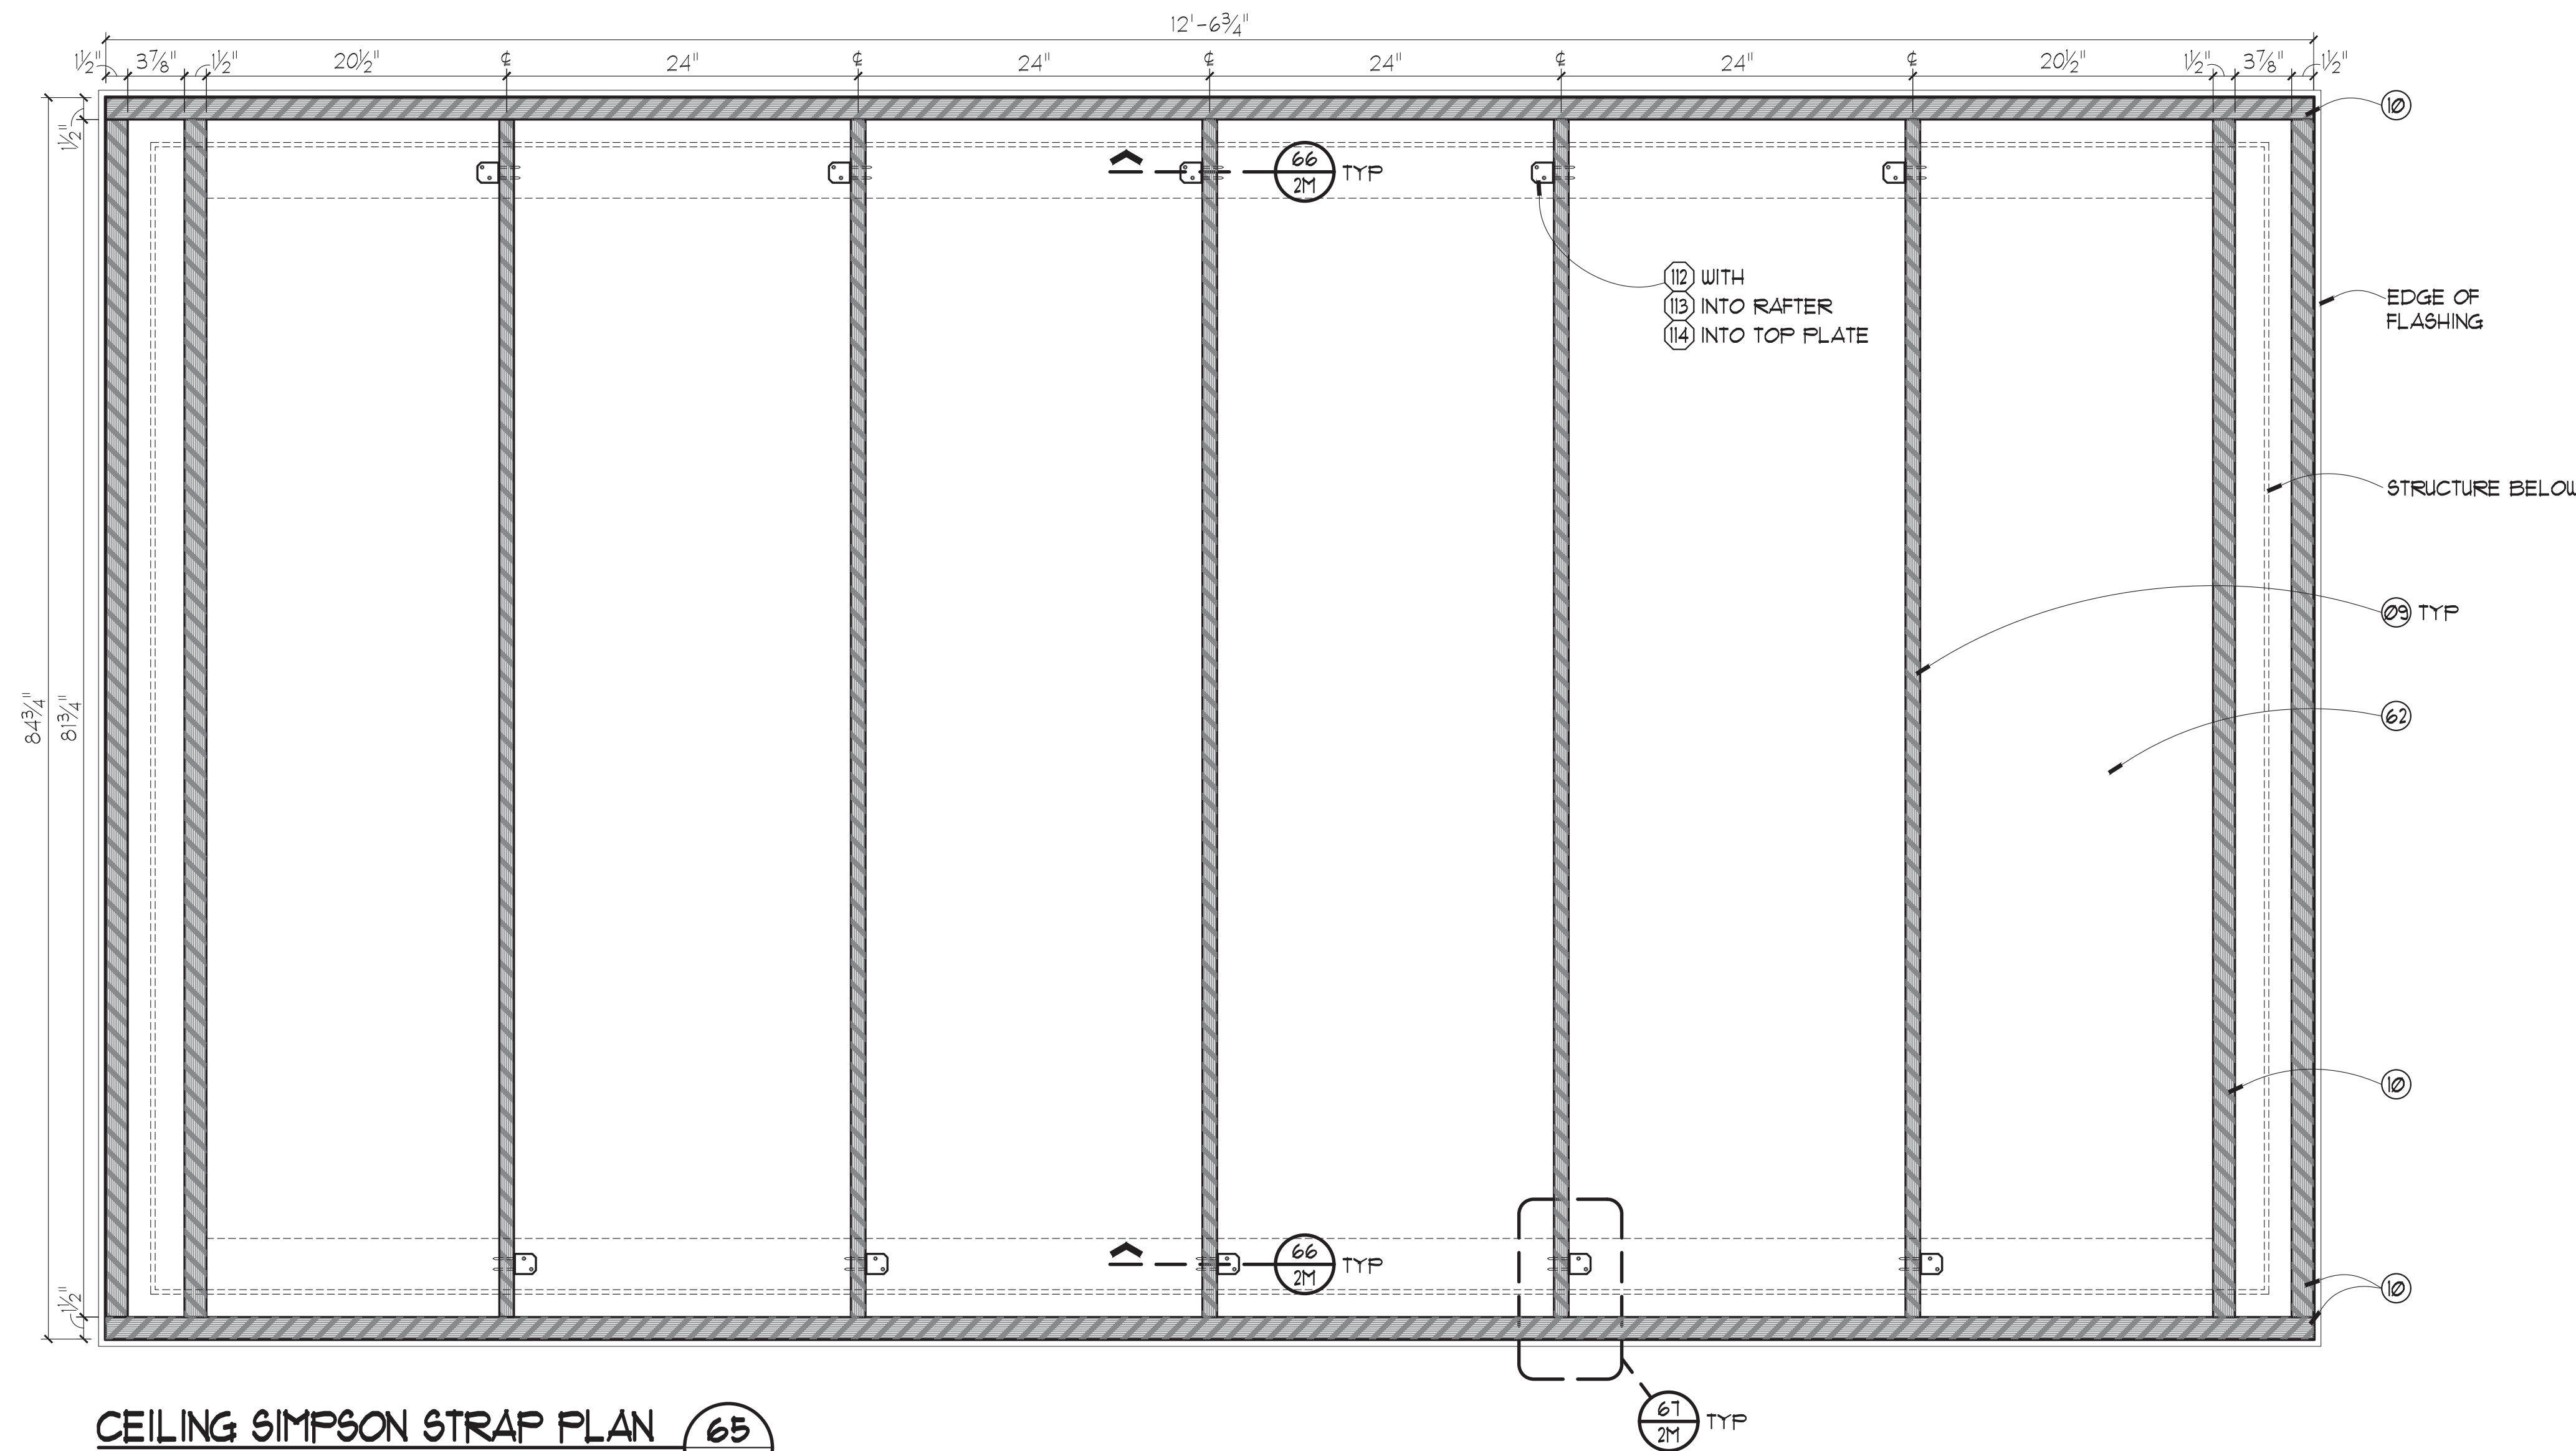 12'-6¾"
1½" 3⅞" 1½" 20½" ℄ 24" ℄ 24" ℄ 24" ℄ 24" ℄ 20½" 1½" 3⅞" 1½"
10
1½"
66
2M
TYP
112 WITH
113 INTO RAFTER
114 INTO TOP PLATE
EDGE OF
FLASHING
STRUCTURE BELOW
09 TYP
84¾"
81¾"
62
10
66
2M
TYP
1½"
10
67
2M
TYP
CEILING SIMPSON STRAP PLAN 65